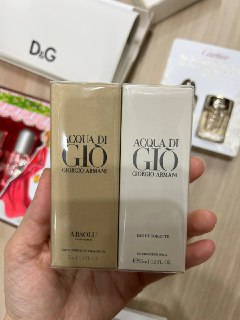 D&G
Cartier
ACQUA DI
GIÒ
GIORGIO ARMANI
ABSOLU
ACQUA DI
GIÒ
GIORGIO ARMANI
EAU DE TOILETTE